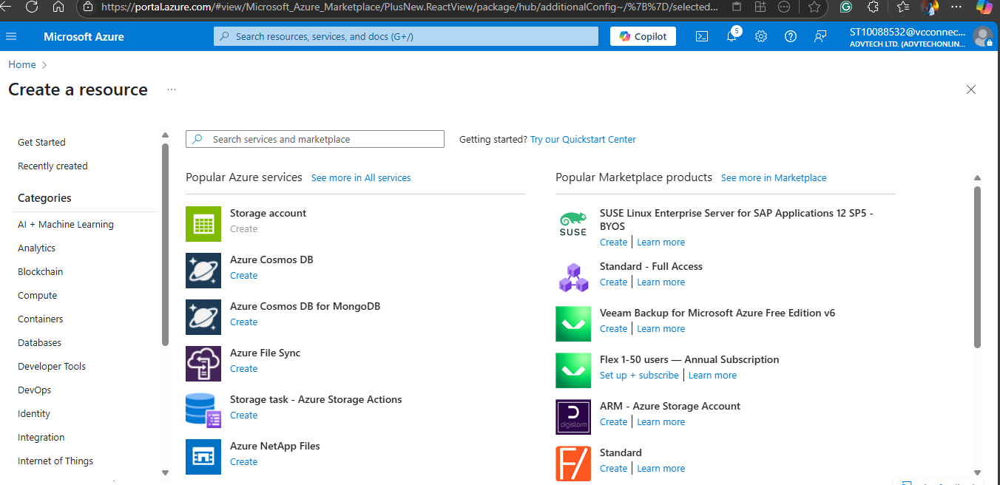 https://portal.azure.com/#view/Microsoft_Azure_Marketplace/PlusNew.ReactView/package/hub/additionalConfig~/%7B%7D/selected...
Microsoft Azure
Search resources, services, and docs (G+/)
Copilot
5
ST10088532@vcconnec...
ADVTECH LTD. (ADVTECHONLIN...
Home
Create a resource
...
Get Started
Recently created
Categories
AI + Machine Learning
Analytics
Blockchain
Compute
Containers
Databases
Developer Tools
DevOps
Identity
Integration
Internet of Things
Search services and marketplace
Getting started? Try our Quickstart Center
Popular Azure services See more in All services
Storage account
Create
Azure Cosmos DB
Create
Azure Cosmos DB for MongoDB
Create
Azure File Sync
Create
Storage task - Azure Storage Actions
Create
Azure NetApp Files
Create
Popular Marketplace products See more in Marketplace
SUSE
SUSE Linux Enterprise Server for SAP Applications 12 SP5 -
BYOS
Create | Learn more
Standard - Full Access
Create | Learn more
Veeam Backup for Microsoft Azure Free Edition v6
Create | Learn more
Flex 1-50 users — Annual Subscription
Set up + subscribe | Learn more
digistorm
ARM - Azure Storage Account
Create | Learn more
F/
Standard
Create | Learn more